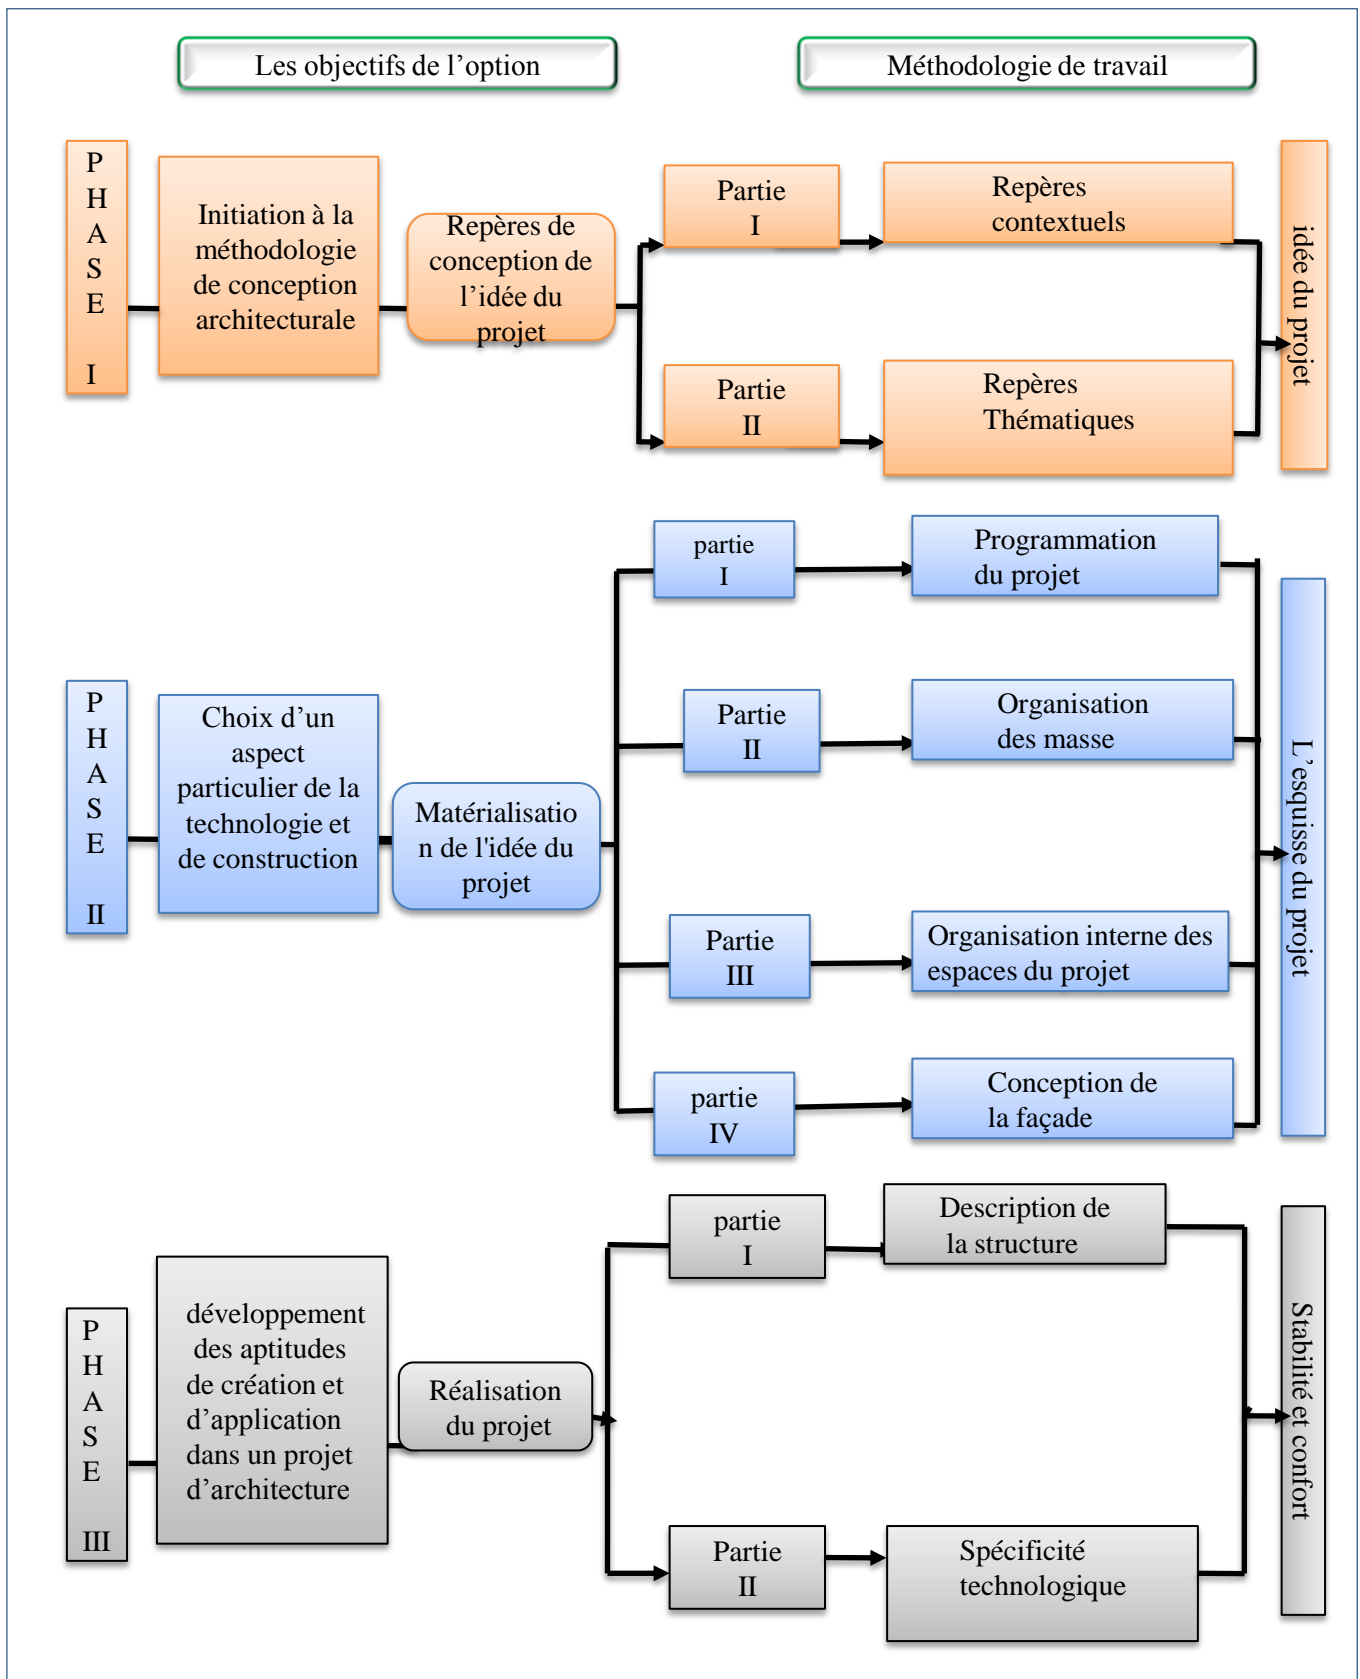 Les objectifs de l’option
Méthodologie de travail
P
H
A
S
E
I
Initiation à la
méthodologie
de conception
architecturale
Repères de
conception de
l’idée du
projet
Partie
I
Repères
contextuels
Partie
II
Repères
Thématiques
idée du projet
P
H
A
S
E
II
Choix d’un
aspect
particulier de la
technologie et
de construction
Matérialisatio
n de l'idée du
projet
partie
I
Programmation
du projet
Partie
II
Organisation
des masse
Partie
III
Organisation interne des
espaces du projet
partie
IV
Conception de
la façade
L’esquisse du projet
P
H
A
S
E
III
développement
des aptitudes
de création et
d’application
dans un projet
d’architecture
Réalisation
du projet
partie
I
Description de
la structure
Partie
II
Spécificité
technologique
Stabilité et confort